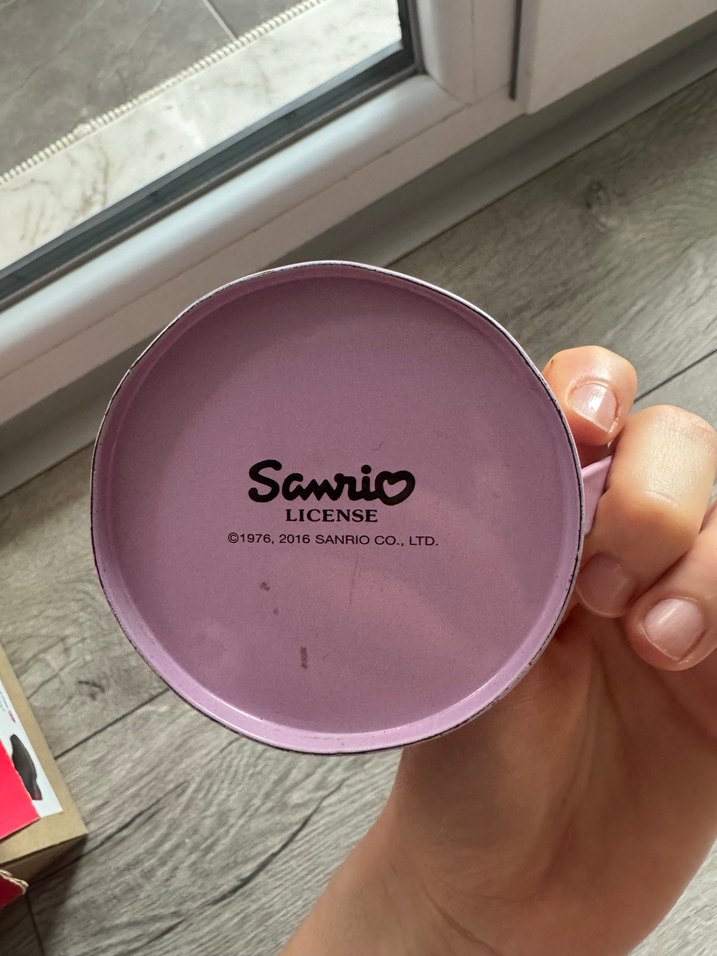 Sanrio
LICENSE
©1976, 2016 SANRIO CO., LTD.